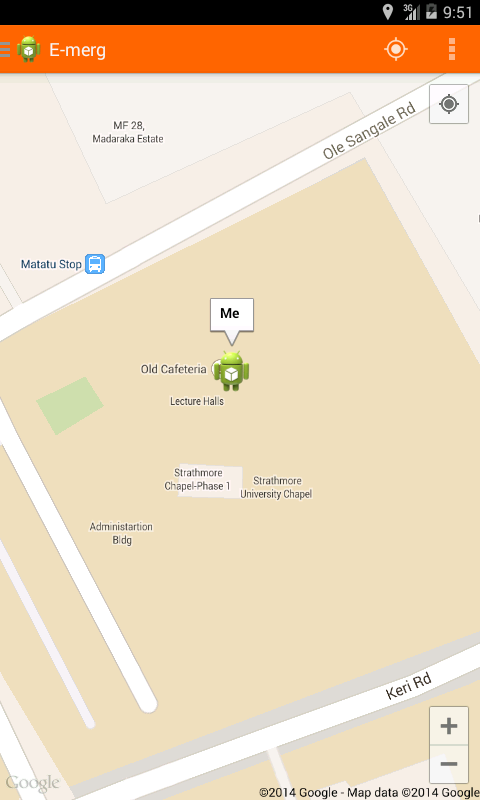 3G
9:51
E-merg
MF 28,
Madaraka Estate
Ole Sangale Rd
Matatu Stop
Me
Old Cafeteria
Lecture Halls
Strathmore
Chapel-Phase 1
Strathmore
University Chapel
Administartion
Bldg
Keri Rd
Google
©2014 Google - Map data ©2014 Google